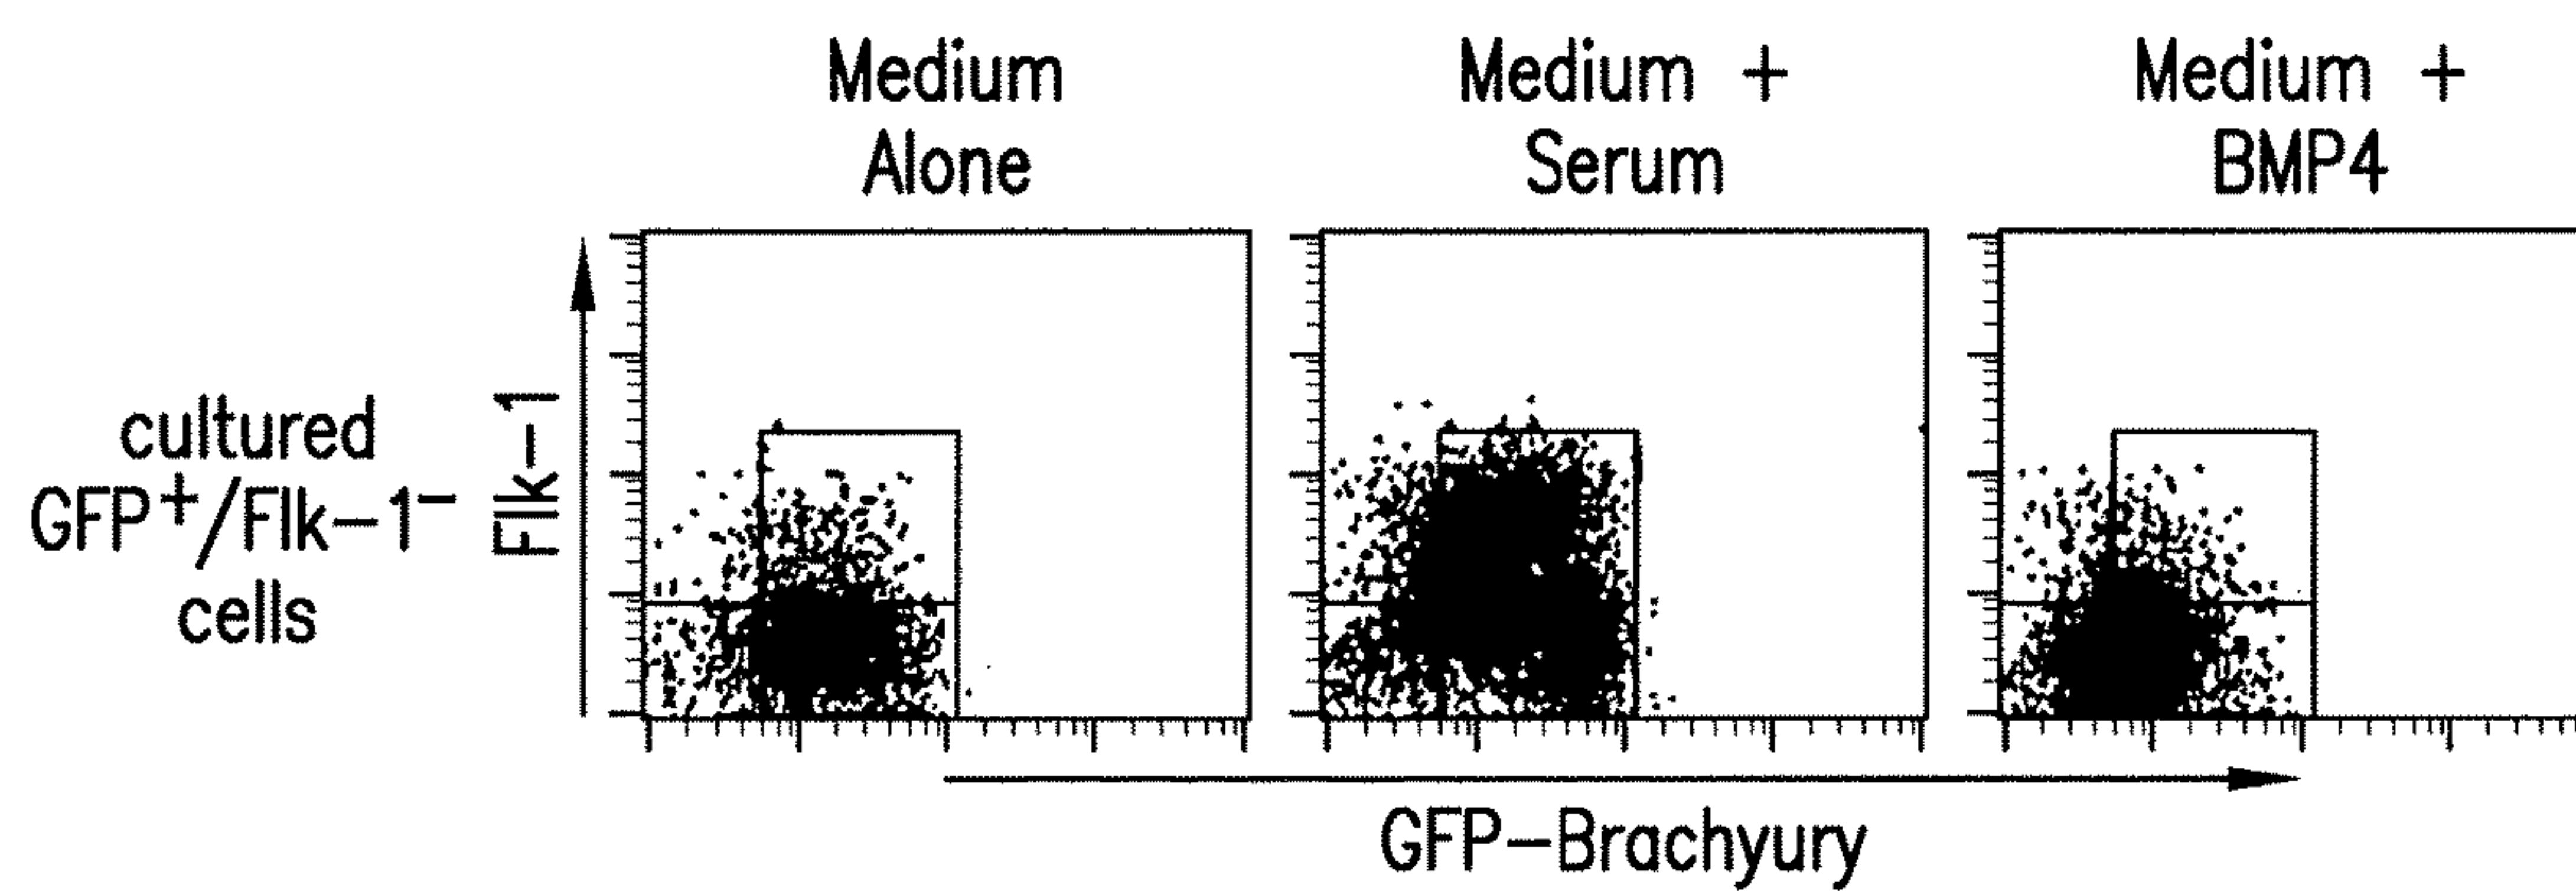 Medium
Alone
Medium +
Serum
Medium +
BMP4
cultured
GFP+/Flk-1-
cells
Flk-1
GFP-Brachyury